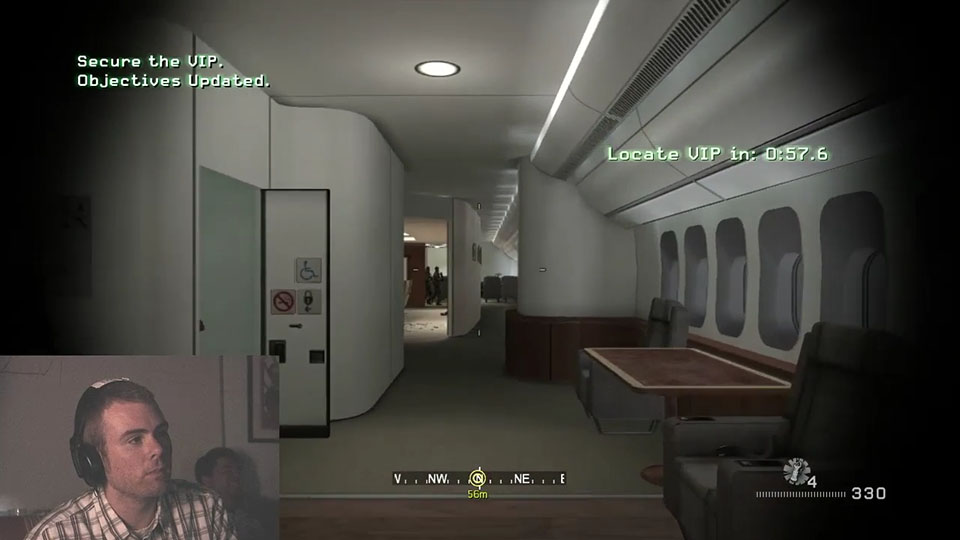 Secure the VIP.
Objectives Updated.
Locate VIP in: 0:57.6
W NW N NE E
56m
4
330